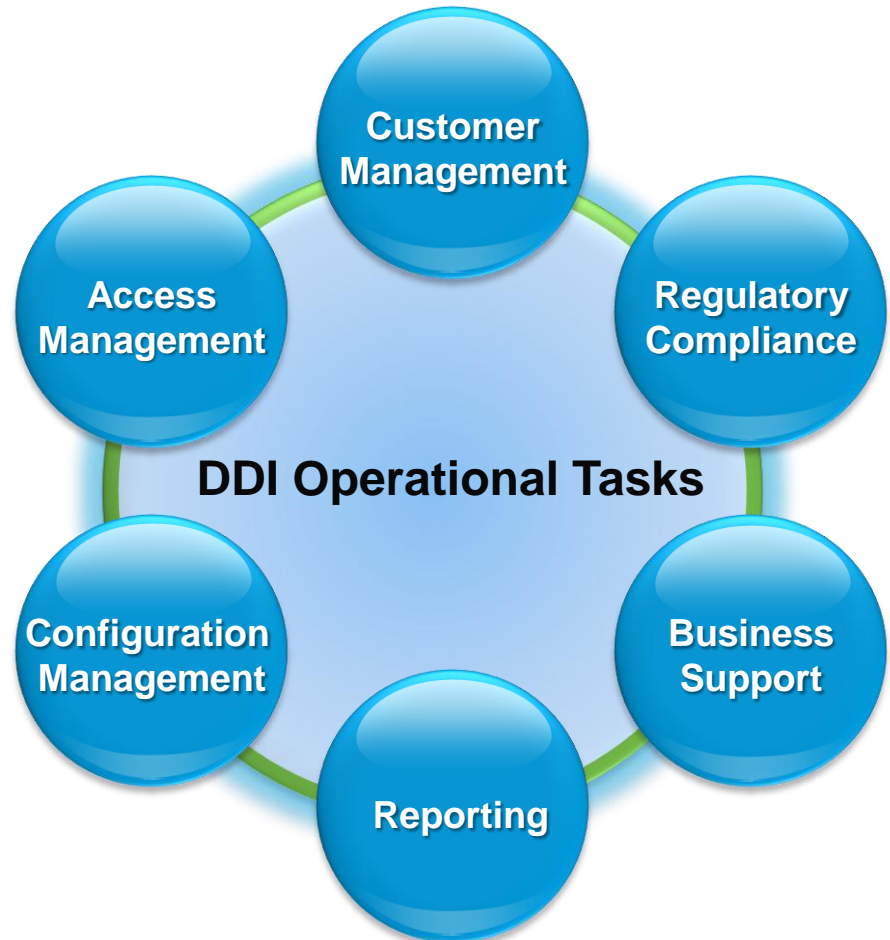 Customer
Management
Access
Management
Regulatory
Compliance
DDI Operational Tasks
Configuration
Management
Business
Support
Reporting